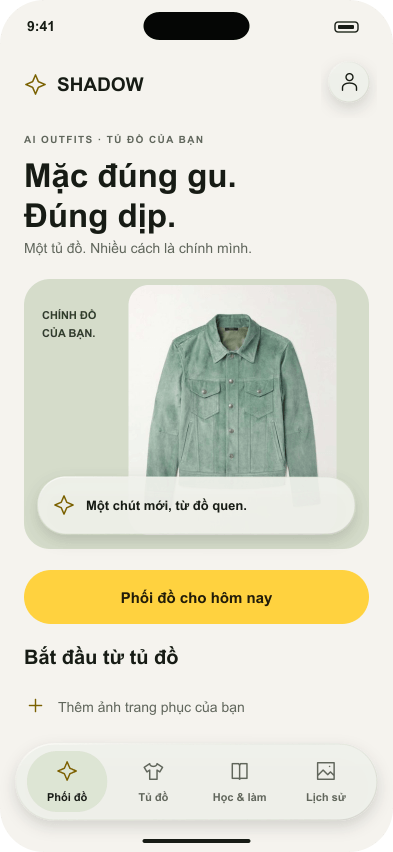 9:41
SHADOW
AI OUTFITS · TỦ ĐỒ CỦA BẠN
Mặc đúng gu.
Đúng dịp.
Một tủ đồ. Nhiều cách là chính mình.
CHÍNH ĐỒ
CỦA BẠN.
Một chút mới, từ đồ quen.
Phối đồ cho hôm nay
Bắt đầu từ tủ đồ
Thêm ảnh trang phục của bạn
Phối đồ
Tủ đồ
Học & làm
Lịch sử